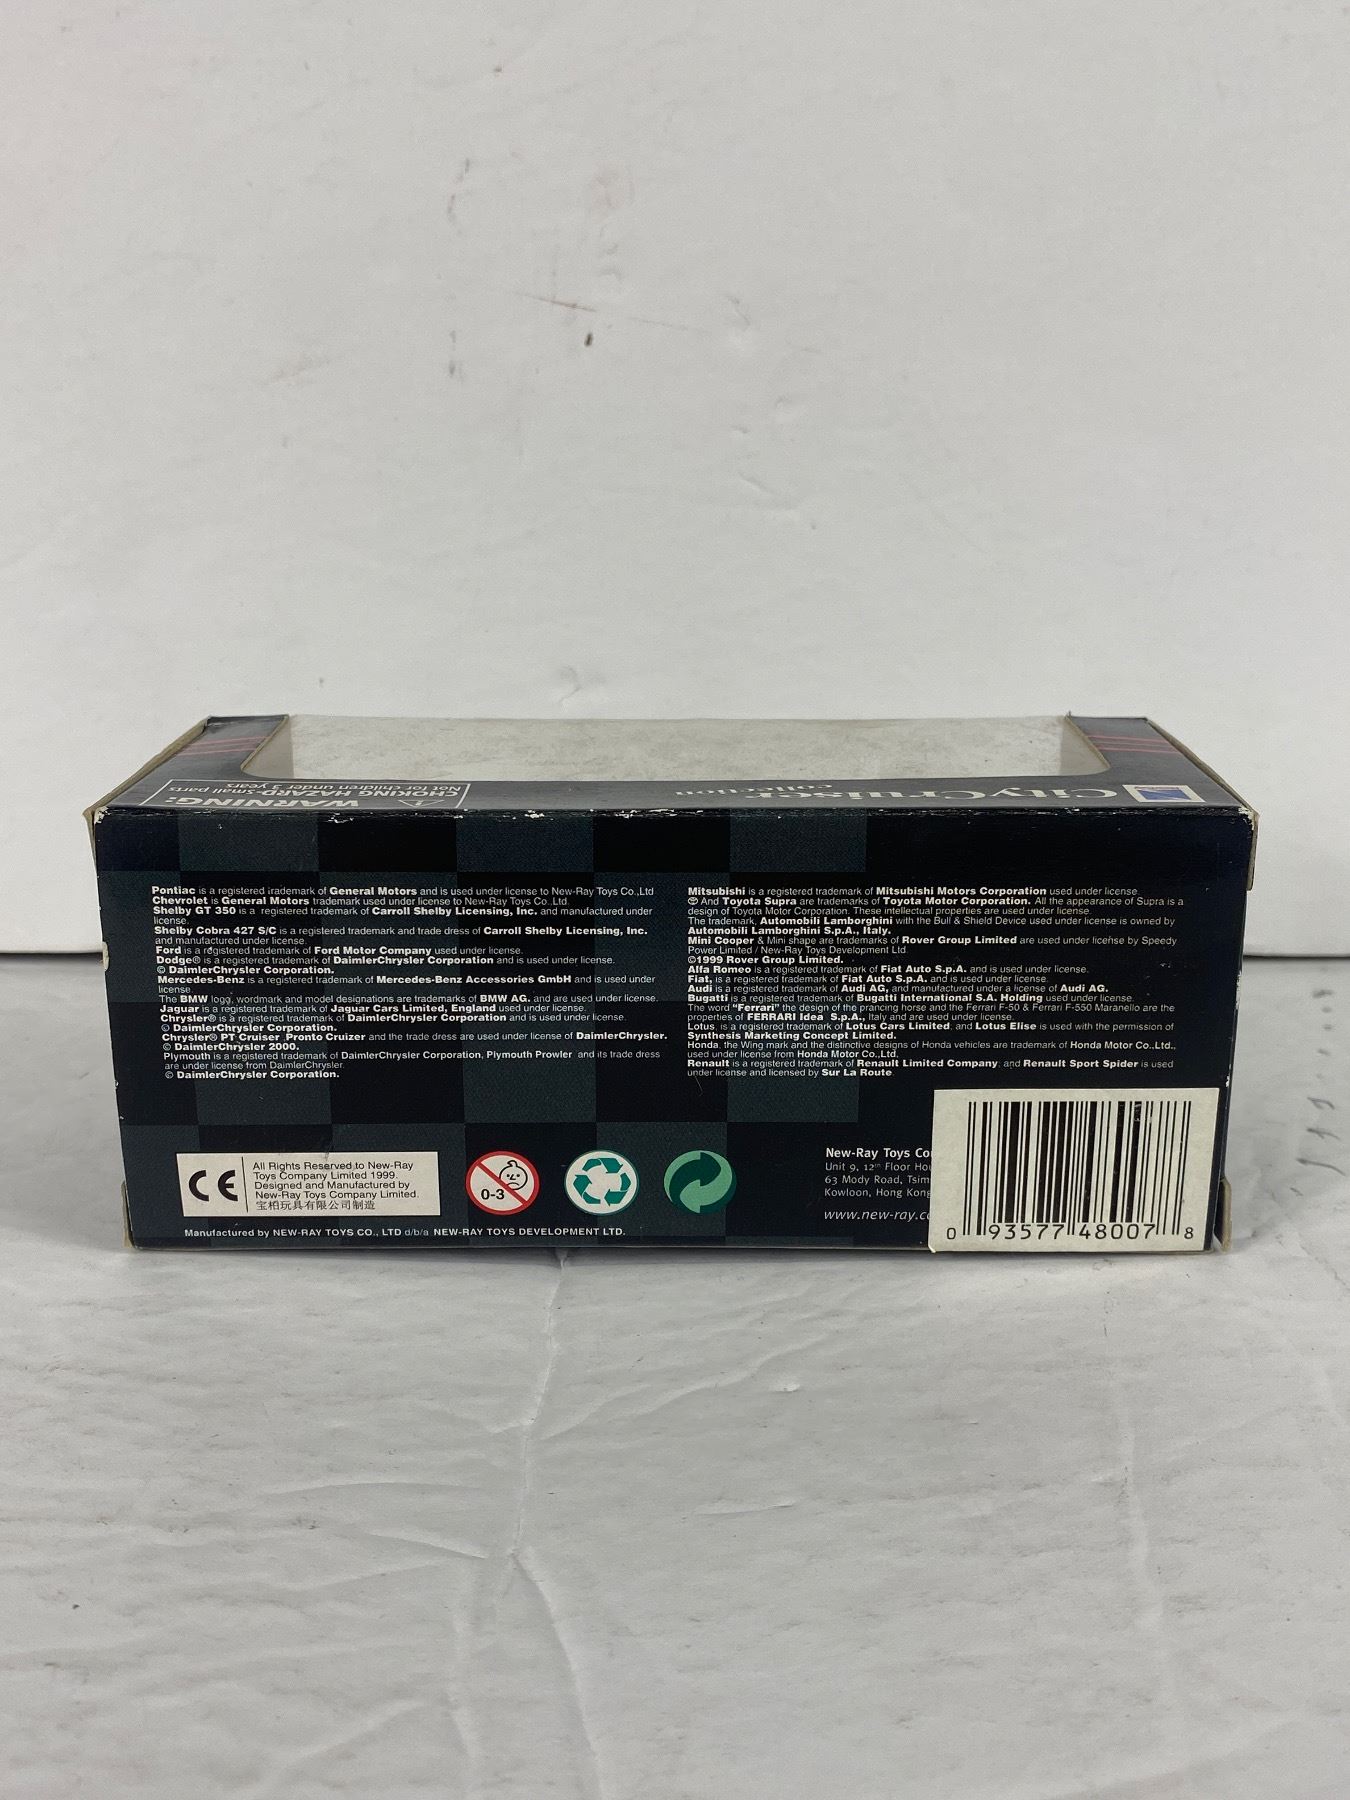 WARNING:
CHOKING HAZARD-small parts
Not for children under 3 years
CityCruiser
collection
Pontiac is a registered trademark of General Motors and is used under license to New-Ray Toys Co.,Ltd
Chevrolet is General Motors trademark used under license to New-Ray Toys Co.,Ltd.
Shelby GT 350 is a registered trademark of Carroll Shelby Licensing, Inc. and manufactured under
license.
Shelby Cobra 427 S/C is a registered trademark and trade dress of Carroll Shelby Licensing, Inc.
and manufactured under license.
Ford is a registered trademark of Ford Motor Company used under license.
Dodge® is a registered trademark of DaimlerChrysler Corporation and is used under license.
© DaimlerChrysler Corporation.
Mercedes-Benz is a registered trademark of Mercedes-Benz Accessories GmbH and is used under
license.
The BMW logo, wordmark and model designations are trademarks of BMW AG. and are used under license.
Jaguar is a registered trademark of Jaguar Cars Limited, England used under license.
Chrysler® is a registered trademark of DaimlerChrysler Corporation and is used under license.
© DaimlerChrysler Corporation.
Chrysler® PT Cruiser ,Pronto Cruizer and the trade dress are used under license of DaimlerChrysler.
© DaimlerChrysler 2000.
Plymouth is a registered trademark of DaimlerChrysler Corporation, Plymouth Prowler and its trade dress
are under license from DaimlerChrysler.
© DaimlerChrysler Corporation.
Mitsubishi is a registered trademark of Mitsubishi Motors Corporation used under license.
And Toyota Supra are trademarks of Toyota Motor Corporation. All the appearance of Supra is a
design of Toyota Motor Corporation. These intellectual properties are used under license.
The trademark, Automobili Lamborghini with the Bull & Shield Device used under license is owned by
Automobili Lamborghini S.p.A., Italy.
Mini Cooper & Mini shape are trademarks of Rover Group Limited are used under license by Speedy
Power Limited / New-Ray Toys Development Ltd.
©1999 Rover Group Limited.
Alfa Romeo is a registered trademark of Fiat Auto S.p.A. and is used under license.
Fiat, is a registered trademark of Fiat Auto S.p.A. and is used under license.
Audi is a registered trademark of Audi AG, and manufactured under a license of Audi AG.
Bugatti is a registered trademark of Bugatti International S.A. Holding used under license.
The word "Ferrari" the design of the prancing horse and the Ferrari F-50 & Ferrari F-550 Maranello are the
properties of FERRARI Idea S.p.A., Italy and are used under license.
Lotus, is a registered trademark of Lotus Cars Limited, and Lotus Elise is used with the permission of
Synthesis Marketing Concept Limited.
Honda, the Wing mark and the distinctive designs of Honda vehicles are trademark of Honda Motor Co.,Ltd.,
used under license from Honda Motor Co.,Ltd.
Renault is a registered trademark of Renault Limited Company, and Renault Sport Spider is used
under license and licensed by Sur La Route
CE
All Rights Reserved to New-Ray
Toys Company Limited 1999.
Designed and Manufactured by
New-Ray Toys Company Limited.
宝柏玩具有限公司制造
0-3
Manufactured by NEW-RAY TOYS CO., LTD d/b/a NEW-RAY TOYS DEVELOPMENT LTD.
New-Ray Toys Co
Unit 9, 12th Floor Hou
63 Mody Road, Tsim
Kowloon, Hong Kong
www.new-ray.c
0 93577 48007 8